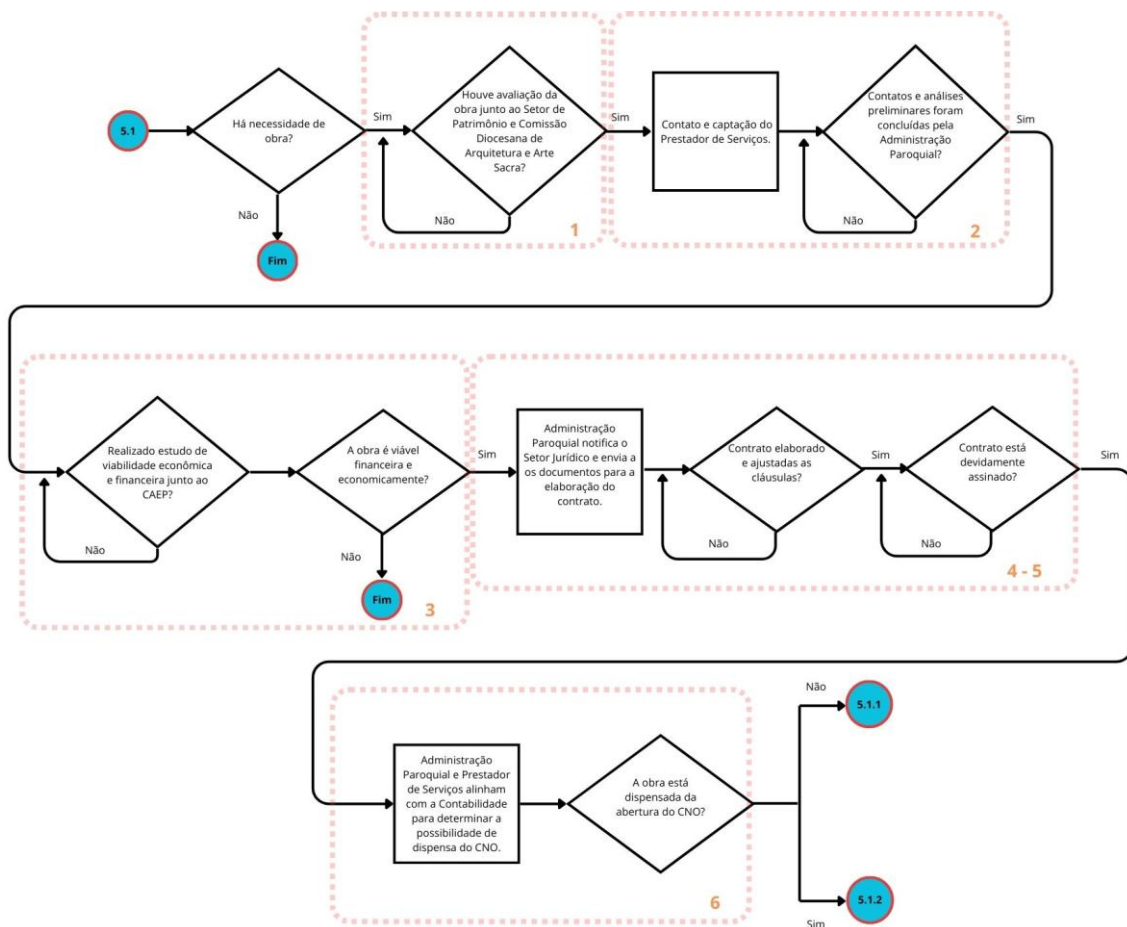 5.1
Há necessidade de
obra?
Não
Fim
Sim
Houve avaliação da
obra junto ao Setor de
Patrimônio e Comissão
Diocesana de
Arquitetura e Arte
Sacra?
Não
1
Sim
Contato e captação do
Prestador de Serviços.
Contatos e análises
preliminares foram
concluídas pela
Administração
Paroquial?
Não
2
Sim
Realizado estudo de
viabilidade econômica
e financeira junto ao
CAEP?
Não
A obra é viável
financeira e
economicamente?
Não
Fim
3
Sim
Administração
Paroquial notifica o
Setor Jurídico e envia a
os documentos para a
elaboração do
contrato.
Contrato elaborado
e ajustadas as
cláusulas?
Não
Sim
Contrato está
devidamente
assinado?
Não
4 - 5
Sim
Administração
Paroquial e Prestador
de Serviços alinham
com a Contabilidade
para determinar a
possibilidade de
dispensa do CNO.
A obra está
dispensada da
abertura do CNO?
6
Não
5.1.1
Sim
5.1.2